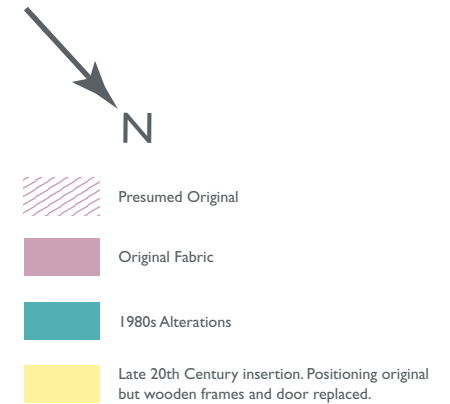 N
Presumed Original
Original Fabric
1980s Alterations
Late 20th Century insertion. Positioning original
but wooden frames and door replaced.